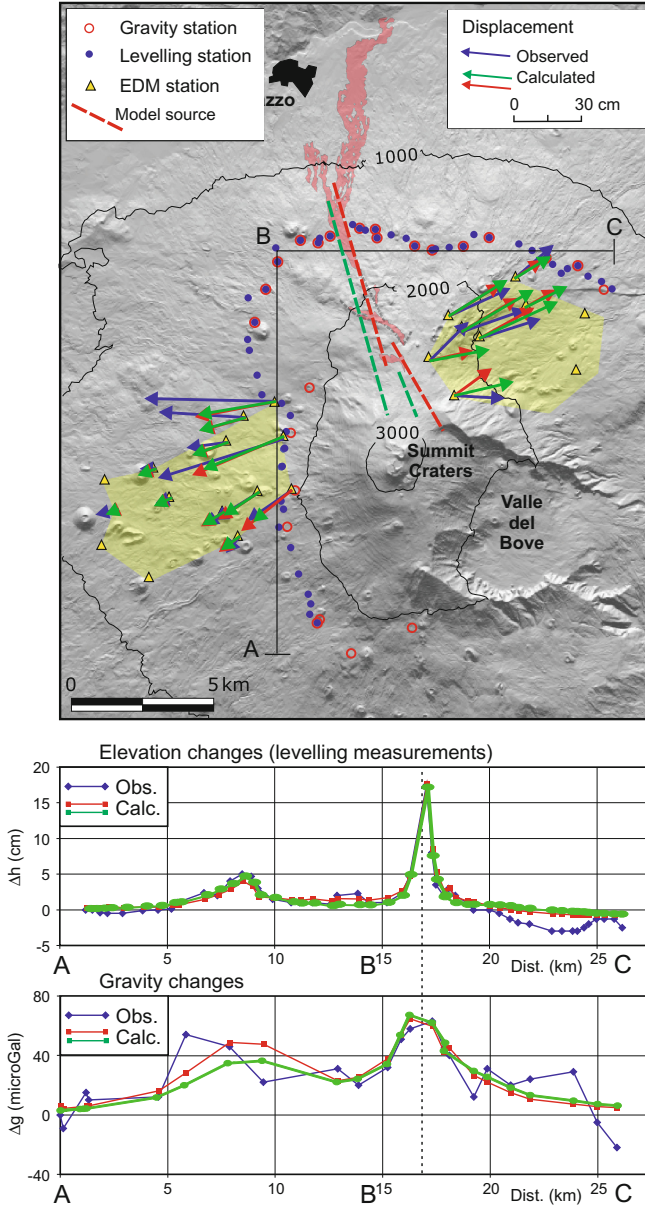 Gravity station
Levelling station
EDM station
Model source
Displacement
Observed
Calculated
0 30 cm
azzo
1000
C
B
2000
3000
Summit
Craters
Valle
del
Bove
A
0 5 km
Elevation changes (levelling measurements)
20
15
10
5
0
-5
Δh (cm)
Obs.
Calc.
A 5 10 B 15 20 Dist. (km) 25 C
Gravity changes
80
40
0
-40
Δg (microGal)
Obs.
Calc.
A 5 10 B 15 20 Dist. (km) 25 C